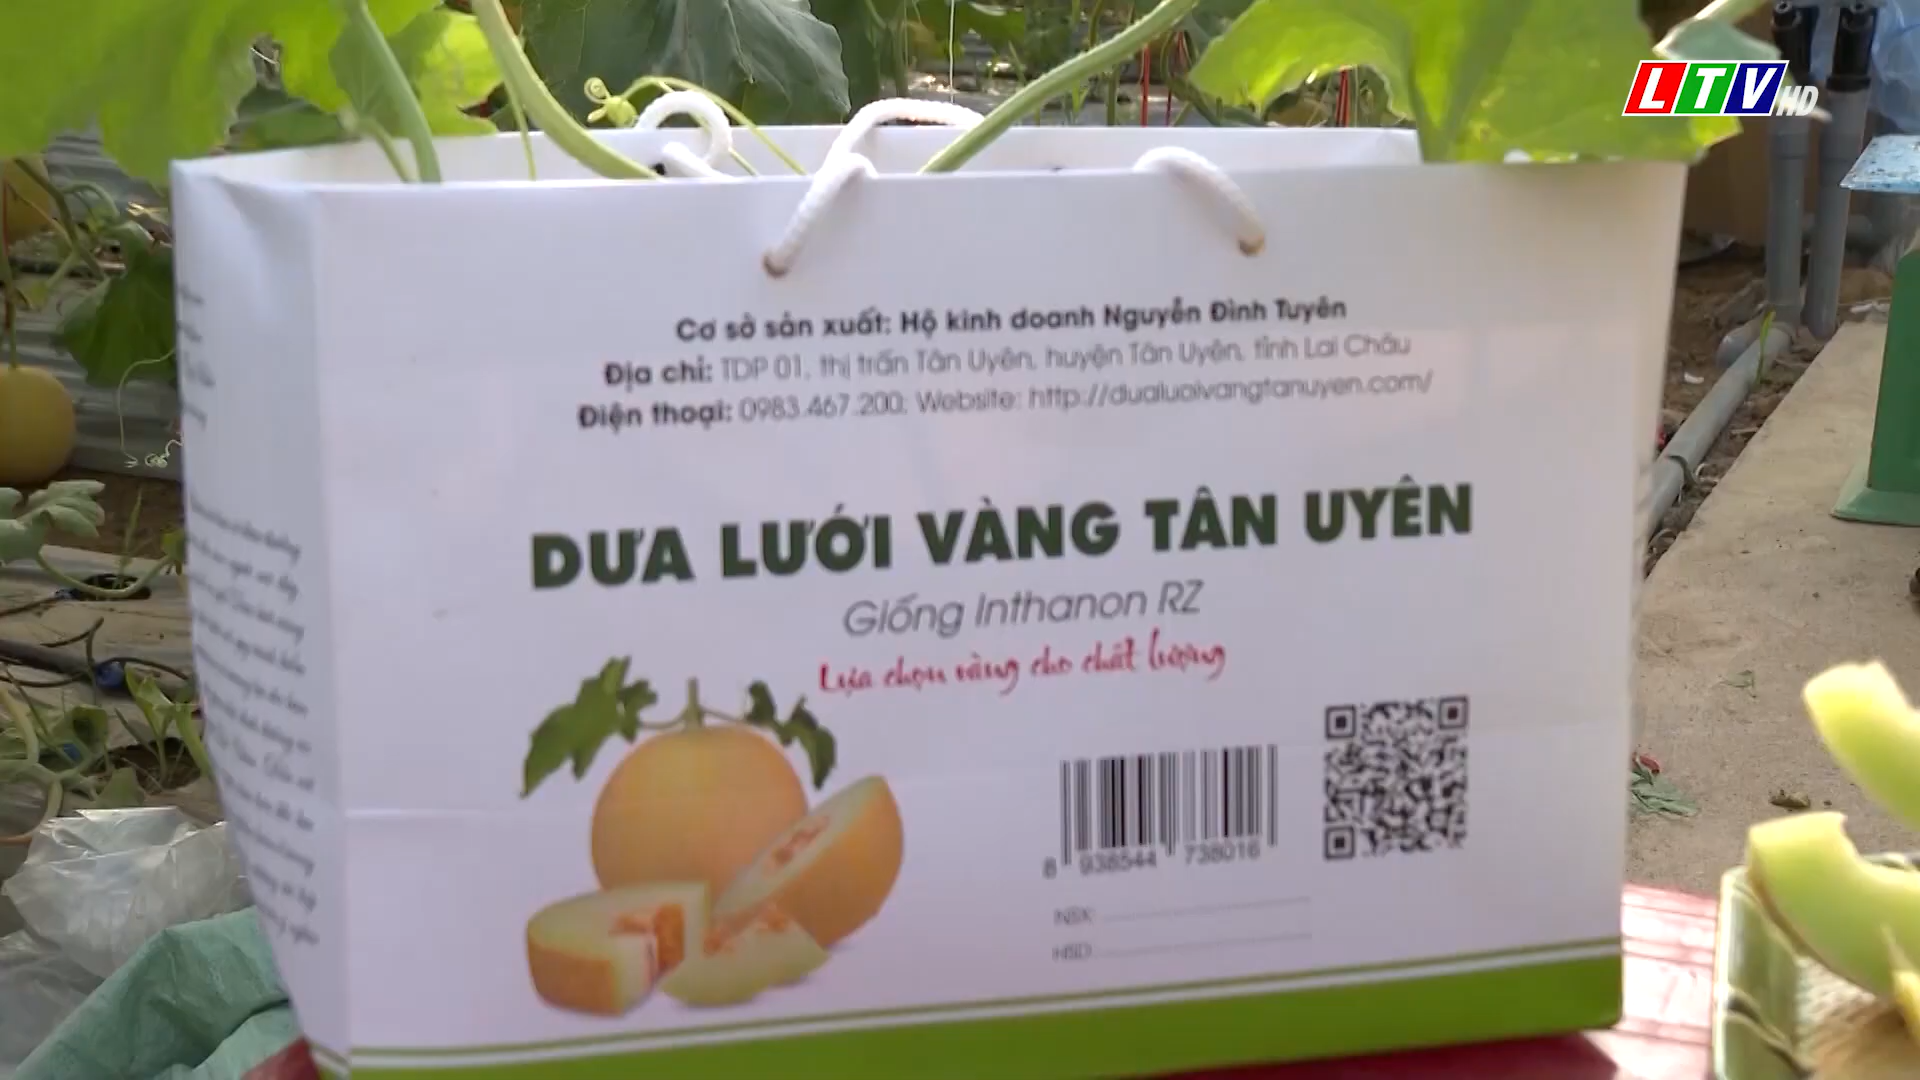 LTV HD
Cơ sở sản xuất: Hộ kinh doanh Nguyễn Đình Tuyên
Địa chỉ: TDP 01, thị trấn Tân Uyên, huyện Tân Uyên, tỉnh Lai Châu
Điện thoại: 0983.467.200; Website: http://dualuoivangtanuyen.com/
DƯA LƯỚI VÀNG TÂN UYÊN
Giống Inthanon RZ
Lựa chọn vàng cho chất lượng
8 938544 738016
NSX:
HSD: